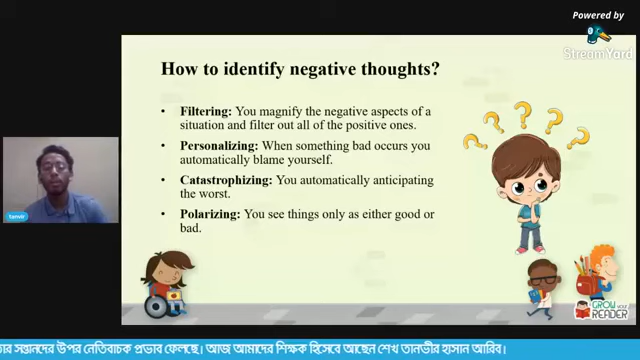 Powered by
StreamYard
How to identify negative thoughts?
• Filtering: You magnify the negative aspects of a
situation and filter out all of the positive ones.
• Personalizing: When something bad occurs you
automatically blame yourself.
• Catastrophizing: You automatically anticipating
the worst.
• Polarizing: You see things only as either good or
bad.
tanvir
GROW YOUR
READER
সন্তানদের উপর নেতিবাচক প্রভাব ফেলছে। আজ আমাদের শিক্ষক হিসেবে আছেন শেখ তানভীর হাসান আরিব।